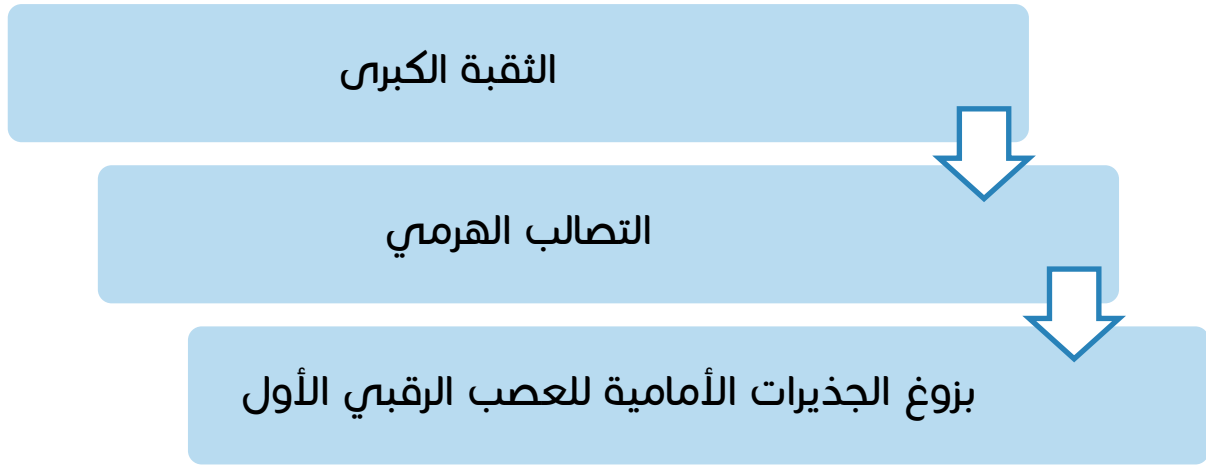 الثقبة الكبرى
التصالب الهرمي
بزوغ الجذيرات الأمامية للعصب الرقبي الأول